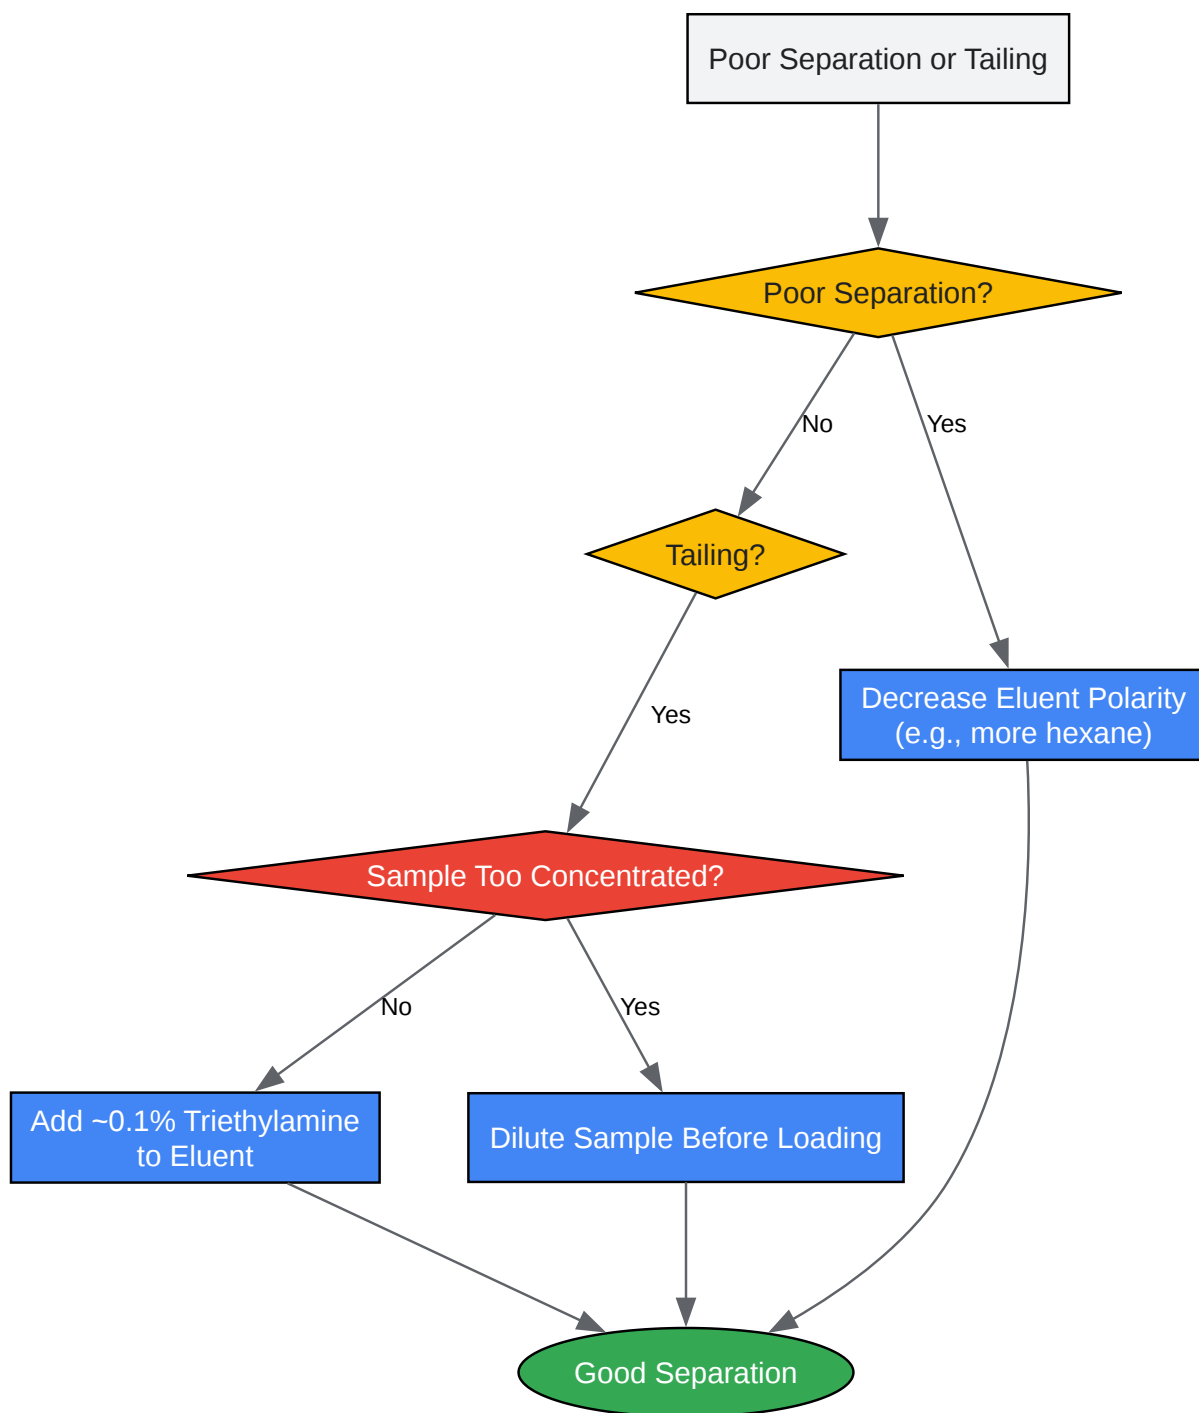 Poor Separation or Tailing
Poor Separation?
No
Yes
Tailing?
Yes
Decrease Eluent Polarity
(e.g., more hexane)
Sample Too Concentrated?
No
Yes
Add ~0.1% Triethylamine
to Eluent
Dilute Sample Before Loading
Good Separation